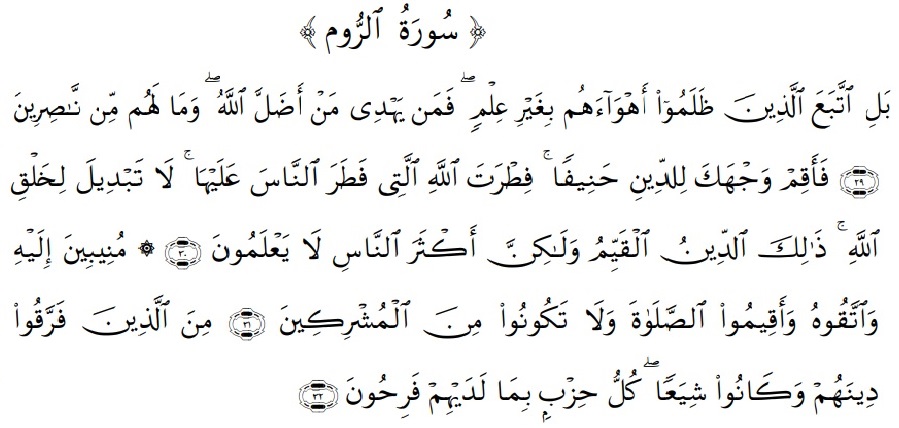 ﴿ سُورَةُ ٱلرُّومِ ﴾
بَلِ ٱتَّبَعَ ٱلَّذِينَ ظَلَمُوٓا۟ أَهْوَآءَهُم بِغَيْرِ عِلْمٍۢ ۖ فَمَن يَهْدِى مَنْ أَضَلَّ ٱللَّهُ ۖ وَمَا لَهُم مِّن نَّـٰصِرِينَ
﴿٢٩﴾ فَأَقِمْ وَجْهَكَ لِلدِّينِ حَنِيفًۭا ۚ فِطْرَتَ ٱللَّهِ ٱلَّتِى فَطَرَ ٱلنَّاسَ عَلَيْهَا ۚ لَا تَبْدِيلَ لِخَلْقِ
ٱللَّهِ ۚ ذَٰلِكَ ٱلدِّينُ ٱلْقَيِّمُ وَلَـٰكِنَّ أَكْثَرَ ٱلنَّاسِ لَا يَعْلَمُونَ ﴿٣٠﴾ ۞ مُنِيبِينَ إِلَيْهِ
وَٱتَّقُوهُ وَأَقِيمُوا۟ ٱلصَّلَوٰةَ وَلَا تَكُونُوا۟ مِنَ ٱلْمُشْرِكِينَ ﴿٣١﴾ مِنَ ٱلَّذِينَ فَرَّقُوا۟
دِينَهُمْ وَكَانُوا۟ شِيَعًۭا ۖ كُلُّ حِزْبٍۭ بِمَا لَدَيْهِمْ فَرِحُونَ ﴿٣٢﴾